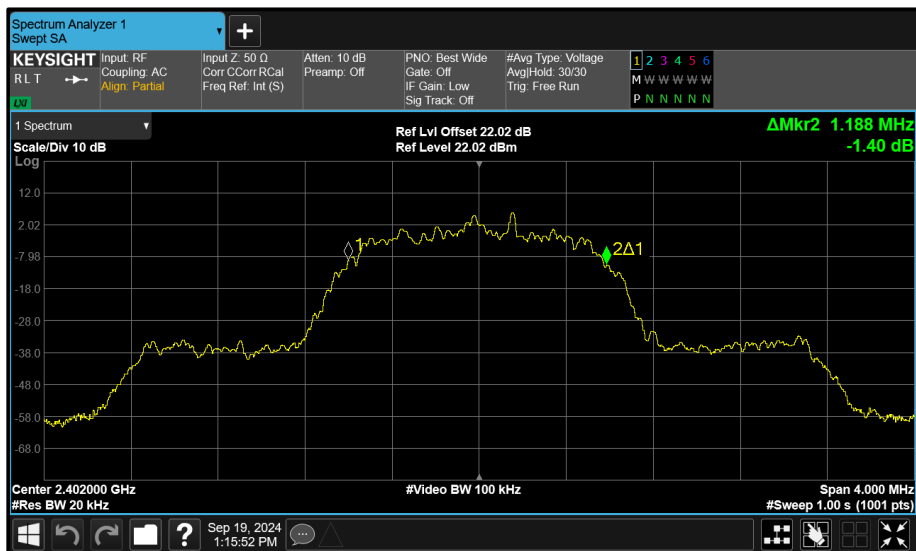 Spectrum Analyzer 1
Swept SA
KEYSIGHT
R L T
LXI
Input: RF
Coupling: AC
Align: Partial
Input Z: 50 Ω
Corr CCorr RCal
Freq Ref: Int (S)
Atten: 10 dB
Preamp: Off
PNO: Best Wide
Gate: Off
IF Gain: Low
Sig Track: Off
#Avg Type: Voltage
Avg|Hold: 30/30
Trig: Free Run
1 2 3 4 5 6
M W W W W W
P N N N N N
1 Spectrum
Scale/Div 10 dB
Log
Ref Lvl Offset 22.02 dB
Ref Level 22.02 dBm
ΔMkr2 1.188 MHz
-1.40 dB
12.0
2.02
-7.98
-18.0
-28.0
-38.0
-48.0
-58.0
-68.0
1
2Δ1
Center 2.402000 GHz
#Res BW 20 kHz
#Video BW 100 kHz
Span 4.000 MHz
#Sweep 1.00 s (1001 pts)
?
Sep 19, 2024
1:15:52 PM